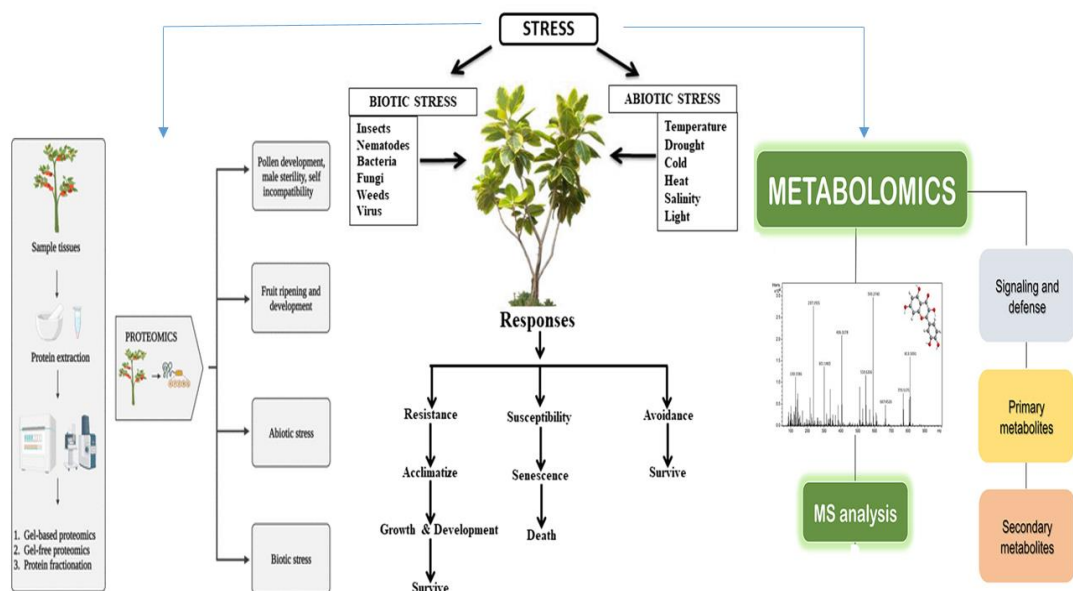 STRESS
BIOTIC STRESS
Insects
Nematodes
Bacteria
Fungi
Weeds
Virus
ABIOTIC STRESS
Temperature
Drought
Cold
Heat
Salinity
Light
Responses
Resistance
Acclimatize
Growth & Development
Survive
Susceptibility
Senescence
Death
Avoidance
Survive
Sample tissues
Protein extraction
1. Gel-based proteomics
2. Gel-free proteomics
3. Protein fractionation
PROTEOMICS
Pollen development,
male sterility, self
incompatibility
Fruit ripening and
development
Abiotic stress
Biotic stress
METABOLOMICS
MS analysis
Signaling and
defense
Primary
metabolites
Secondary
metabolites